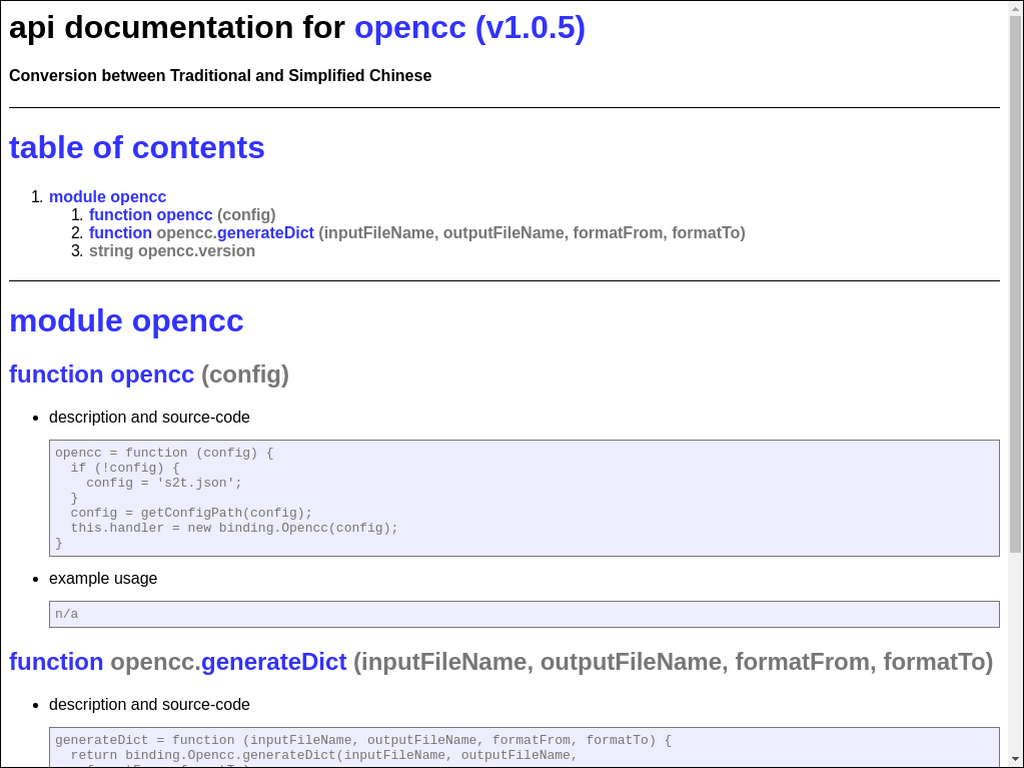 api documentation for opencc (v1.0.5)
Conversion between Traditional and Simplified Chinese
table of contents
1. module opencc
1. function opencc (config)
2. function opencc.generateDict (inputFileName, outputFileName, formatFrom, formatTo)
3. string opencc.version
module opencc
function opencc (config)
• description and source-code
opencc = function (config) {
  if (!config) {
    config = 's2t.json';
  }
  config = getConfigPath(config);
  this.handler = new binding.Opencc(config);
}
• example usage
n/a
function opencc.generateDict (inputFileName, outputFileName, formatFrom, formatTo)
• description and source-code
generateDict = function (inputFileName, outputFileName, formatFrom, formatTo) {
  return binding.Opencc.generateDict(inputFileName, outputFileName,